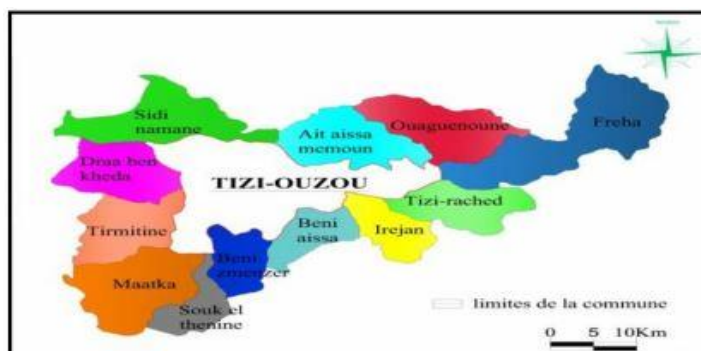 Sidi
namane
Ait aissa
memoun
Ouaguenoune
Freha
Draa ben
kheda
TIZI-OUZOU
Tizi-rached
Tirmitine
Beni
aissa
Irejan
Beni
zmenzer
Maatka
Souk el
thenine
limites de la commune
0 5 10Km